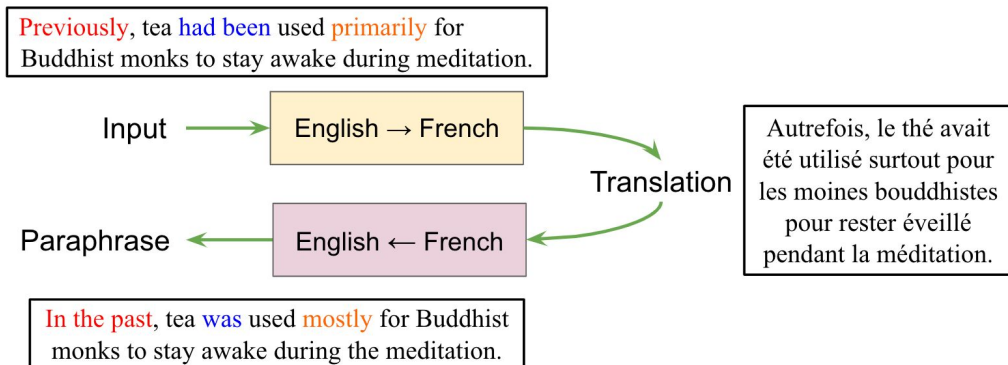 Previously, tea had been used primarily for
Buddhist monks to stay awake during meditation.
Input
English → French
Translation
Autrefois, le thé avait
été utilisé surtout pour
les moines bouddhistes
pour rester éveillé
pendant la méditation.
Paraphrase
English ← French
In the past, tea was used mostly for Buddhist
monks to stay awake during the meditation.